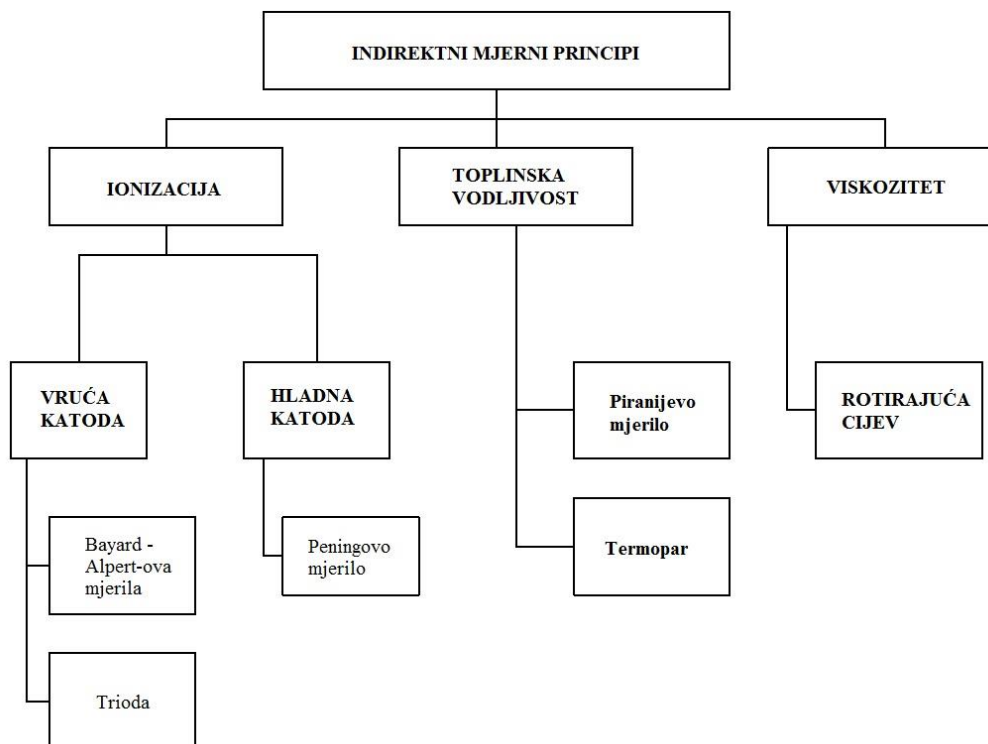 INDIREKTNI MJERNI PRINCIPI
IONIZACIJA
TOPLINSKA
VODLJIVOST
VISKOZITET
VRUĆA
KATODA
HLADNA
KATODA
Piranijevo
mjerilo
ROTIRAJUĆA
CIJEV
Bayard -
Alpert-ova
mjerila
Peningovo
mjerilo
Termopar
Trioda